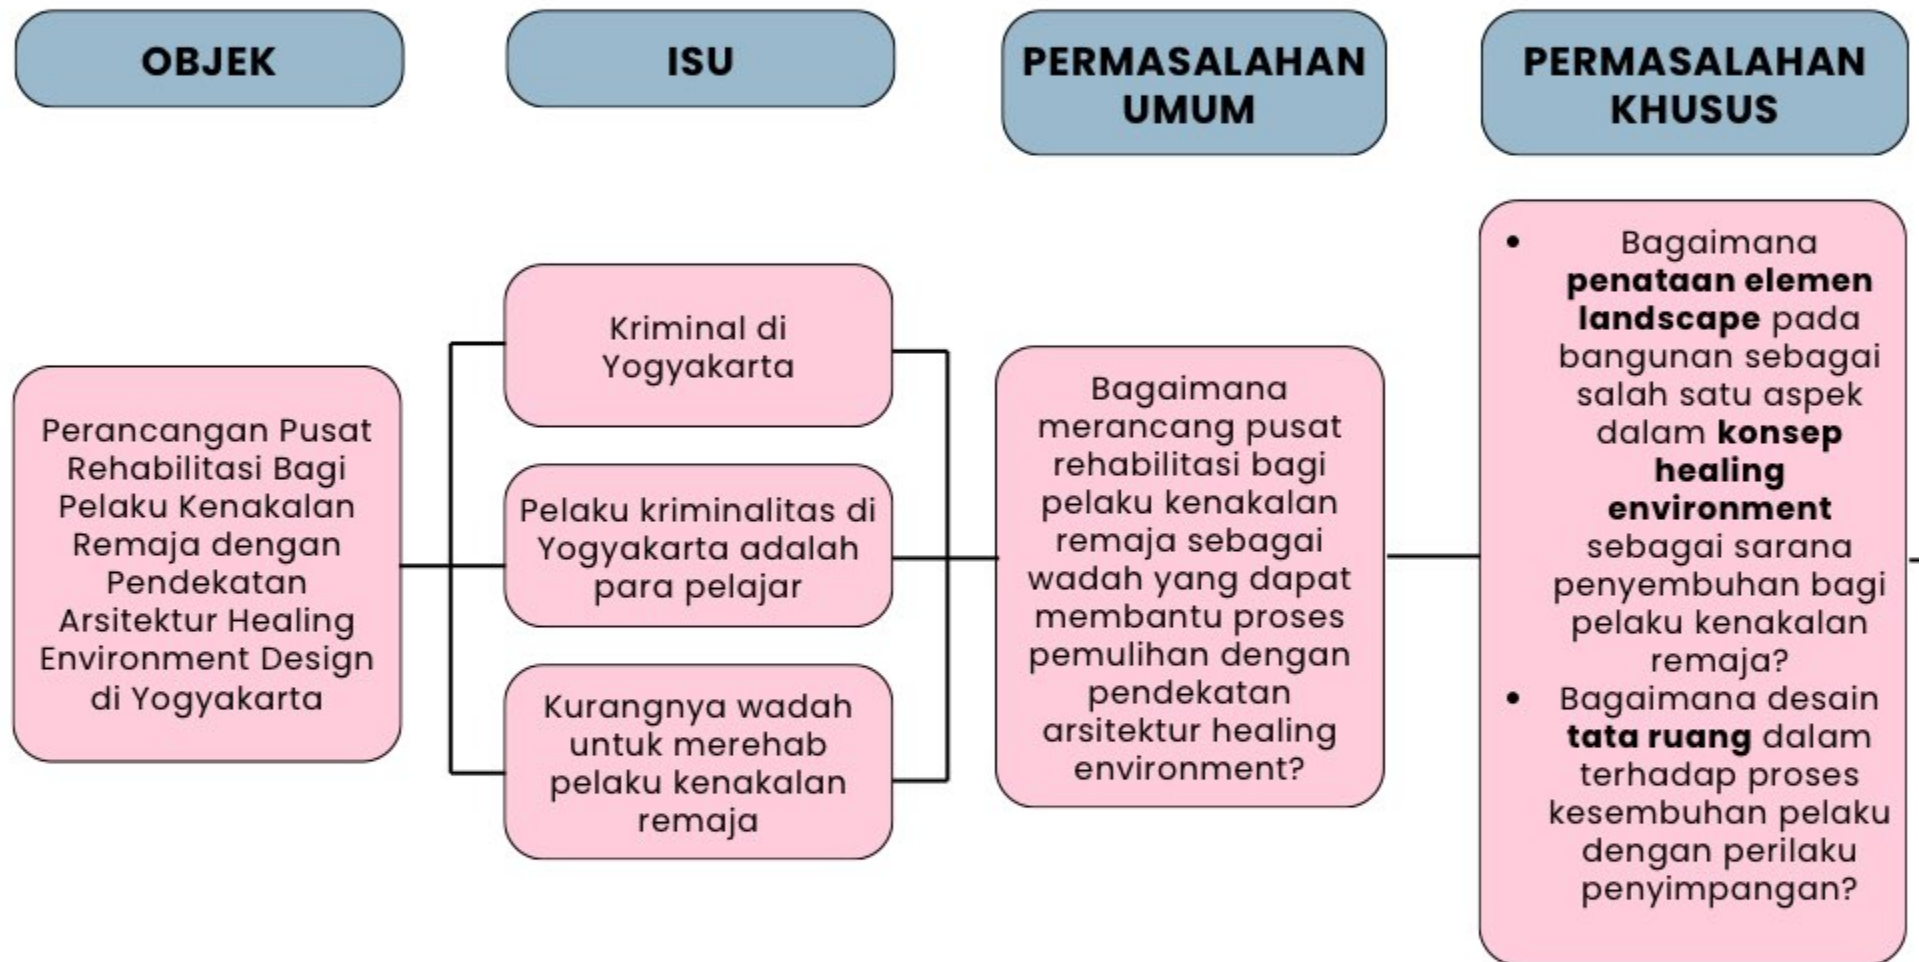 OBJEK
ISU
PERMASALAHAN
UMUM
PERMASALAHAN
KHUSUS
Perancangan Pusat
Rehabilitasi Bagi
Pelaku Kenakalan
Remaja dengan
Pendekatan
Arsitektur Healing
Environment Design
di Yogyakarta
Kriminal di
Yogyakarta
Pelaku kriminalitas di
Yogyakarta adalah
para pelajar
Kurangnya wadah
untuk merehab
pelaku kenakalan
remaja
Bagaimana
merancang pusat
rehabilitasi bagi
pelaku kenakalan
remaja sebagai
wadah yang dapat
membantu proses
pemulihan dengan
pendekatan
arsitektur healing
environment?
• Bagaimana
penataan elemen
landscape pada
bangunan sebagai
salah satu aspek
dalam konsep
healing
environment
sebagai sarana
penyembuhan bagi
pelaku kenakalan
remaja?
• Bagaimana desain
tata ruang dalam
terhadap proses
kesembuhan pelaku
dengan perilaku
penyimpangan?